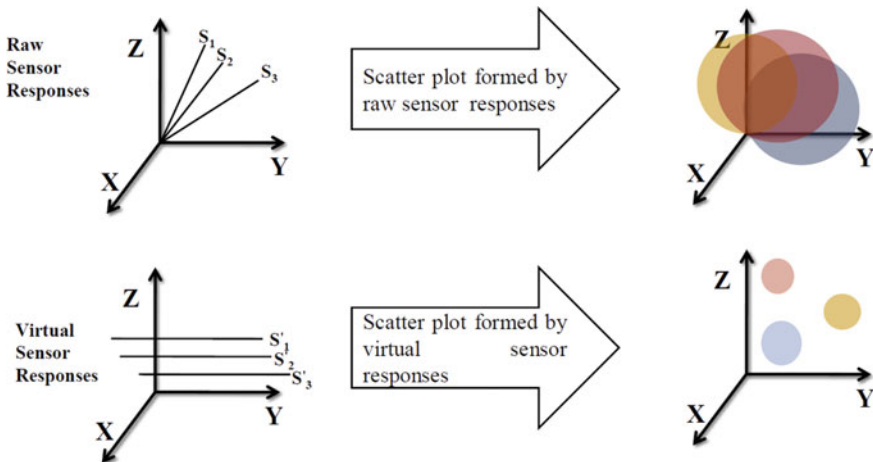 Raw
Sensor
Responses
Z
S1
S2
S3
Y
X
Scatter plot formed by
raw sensor responses
Z
Y
X
Virtual
Sensor
Responses
Z
S'1
S'2
S'3
Y
X
Scatter plot formed by
virtual sensor
responses
Z
Y
X